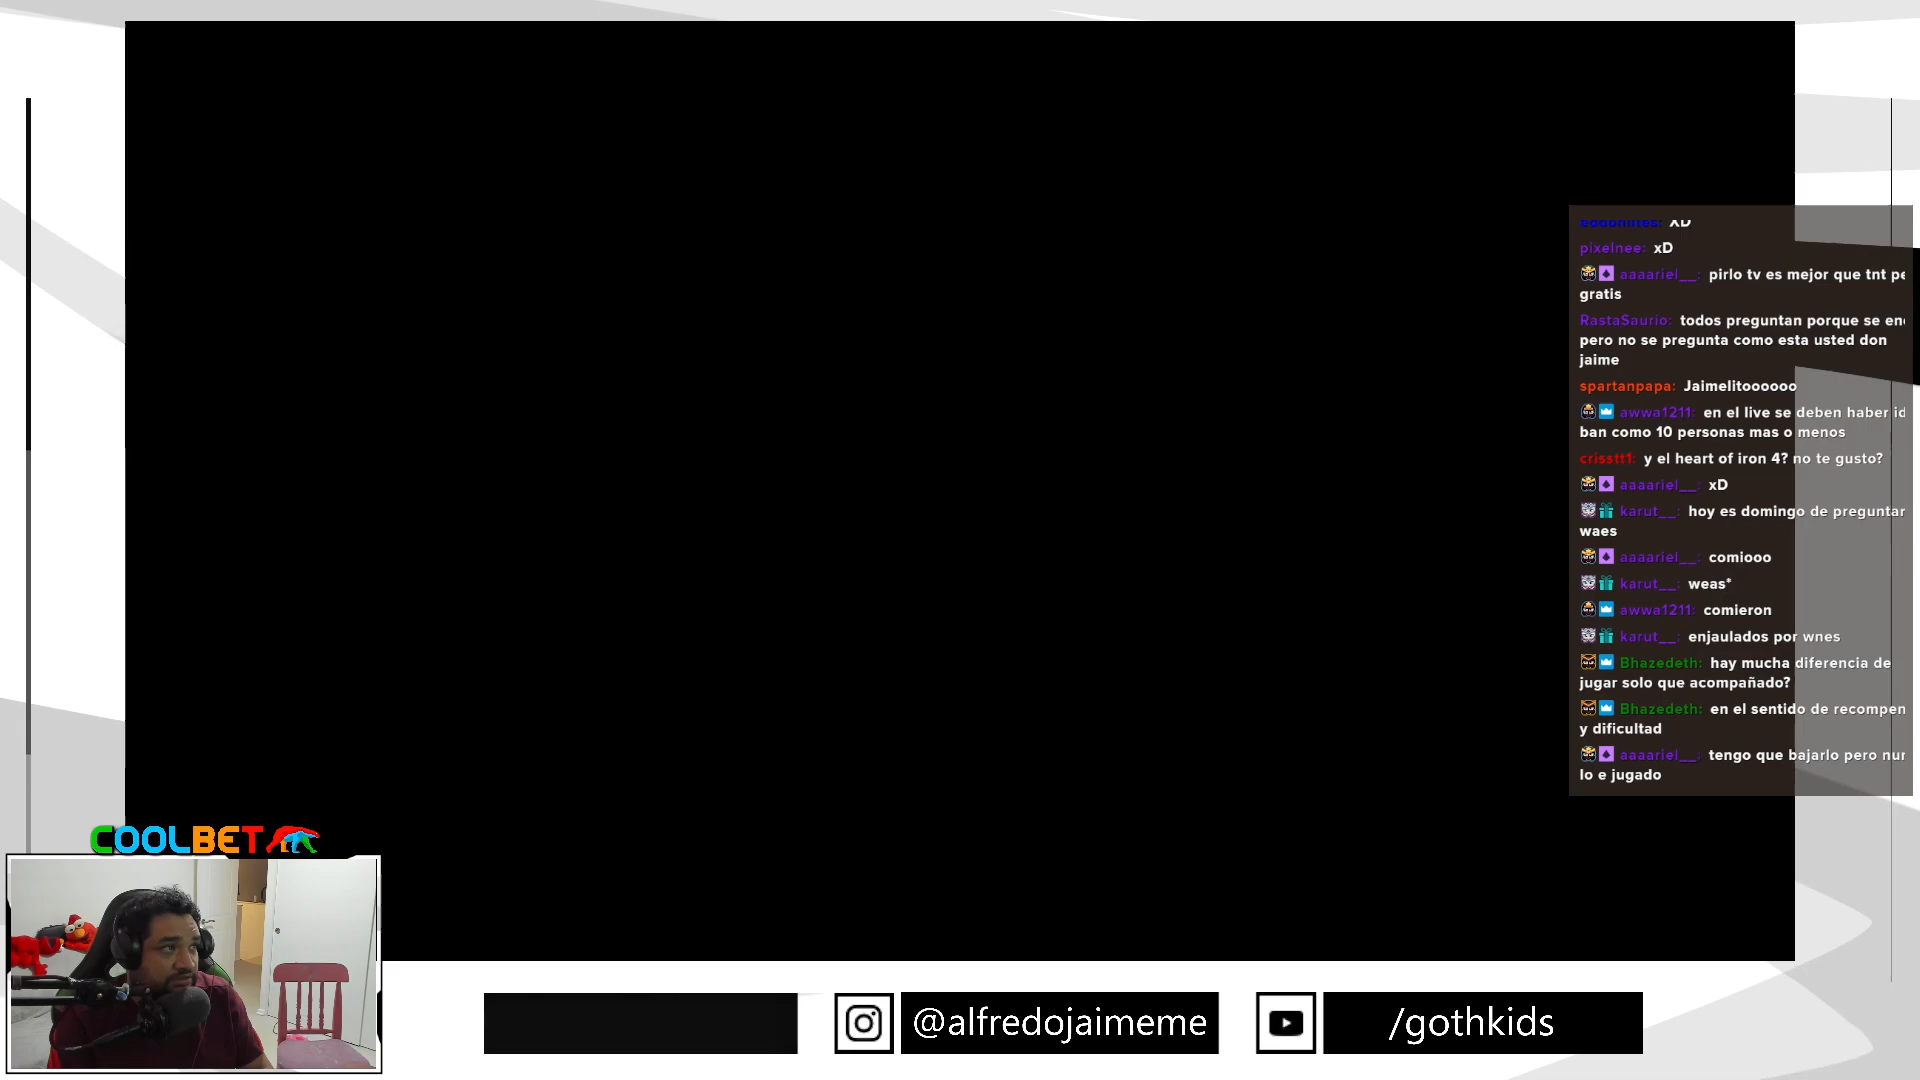 XD
pixelnee: xD
aaaariel__: pirlo tv es mejor que tnt pe
gratis
RastaSaurio: todos preguntan porque se en
pero no se pregunta como esta usted don
jaime
spartanpapa: Jaimelitoooooo
awwa1211: en el live se deben haber id
ban como 10 personas mas o menos
crisstt1: y el heart of iron 4? no te gusto?
aaaariel__: xD
karut__: hoy es domingo de preguntar
waes
aaaariel__: comiooo
karut__: weas*
awwa1211: comieron
karut__: enjaulados por wnes
Bhazedeth: hay mucha diferencia de
jugar solo que acompañado?
Bhazedeth: en el sentido de recompen
y dificultad
aaaariel__: tengo que bajarlo pero nu
lo e jugado
COOLBET
@alfredojaimeme
/gothkids